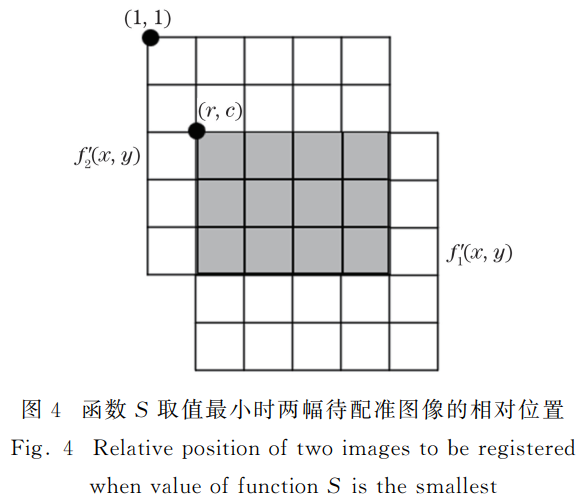 (1, 1)
(r, c)
f′₂(x, y)
f′₁(x, y)
图 4 函数 S 取值最小时两幅待配准图像的相对位置
Fig. 4 Relative position of two images to be registered
when value of function S is the smallest